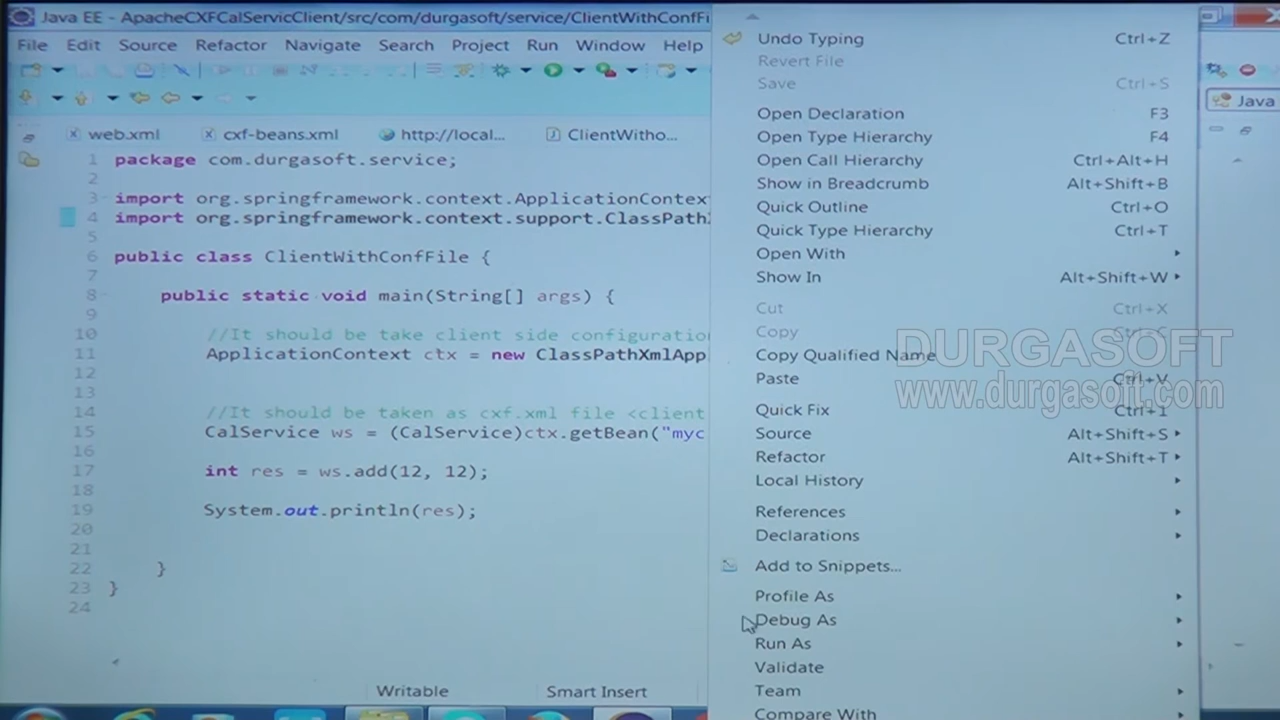 Java EE - ApacheCXFCalServicClient/src/com/durgasoft/service/ClientWithConfFi
File Edit Source Refactor Navigate Search Project Run Window Help
Java
web.xml cxf-beans.xml http://local... ClientWitho...
1 package com.durgasoft.service;
2
3 import org.springframework.context.ApplicationContext
4 import org.springframework.context.support.ClassPath
5
6 public class ClientWithConfFile {
7
8 public static void main(String[] args) {
9
10 //It should be take client side configuratio
11 ApplicationContext ctx = new ClassPathXmlApp
12
13
14 //It should be taken as cxf.xml file <client
15 CalService ws = (CalService)ctx.getBean("myc
16
17 int res = ws.add(12, 12);
18
19 System.out.println(res);
20
21
22 }
23 }
24
Writable Smart Insert
Undo Typing Ctrl+Z
Revert File
Save Ctrl+S
Open Declaration F3
Open Type Hierarchy F4
Open Call Hierarchy Ctrl+Alt+H
Show in Breadcrumb Alt+Shift+B
Quick Outline Ctrl+O
Quick Type Hierarchy Ctrl+T
Open With
Show In Alt+Shift+W
Cut Ctrl+X
Copy Ctrl+C
Copy Qualified Name
Paste Ctrl+V
Quick Fix Ctrl+1
Source Alt+Shift+S
Refactor Alt+Shift+T
Local History
References
Declarations
Add to Snippets...
Profile As
Debug As
Run As
Validate
Team
Compare With
DURGASOFT
www.durgasoft.com